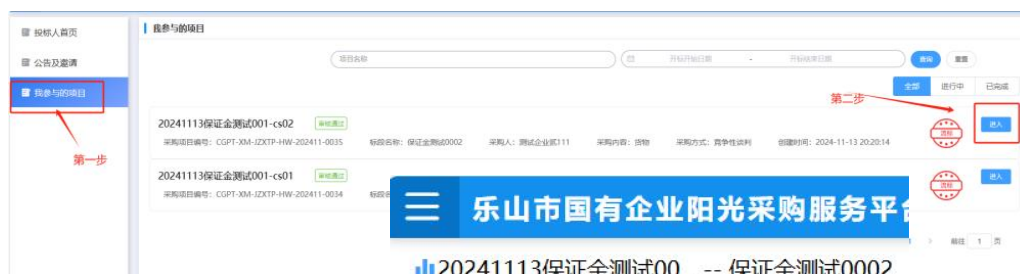 投标人首页
公告及邀请
我参与的项目
第一步
我参与的项目
项目名称
开标开始日期 - 开标结束日期
查询 重置
全部 进行中 已完成
第二步
20241113保证金测试001-cs02 审核通过
采购项目编号：CGPT-XM-JZXTP-HW-202411-0035 标段名称：保证金测试0002 采购人：测试企业贰111 采购内容：货物 采购方式：竞争性谈判 创建时间：2024-11-13 20:20:14
流标
进入
20241113保证金测试001-cs01 审核通过
采购项目编号：CGPT-XM-JZXTP-HW-202411-0034 标段名
流标
进入
前往 1 页
乐山市国有企业阳光采购服务平台
20241113保证金测试00 -- 保证金测试0002